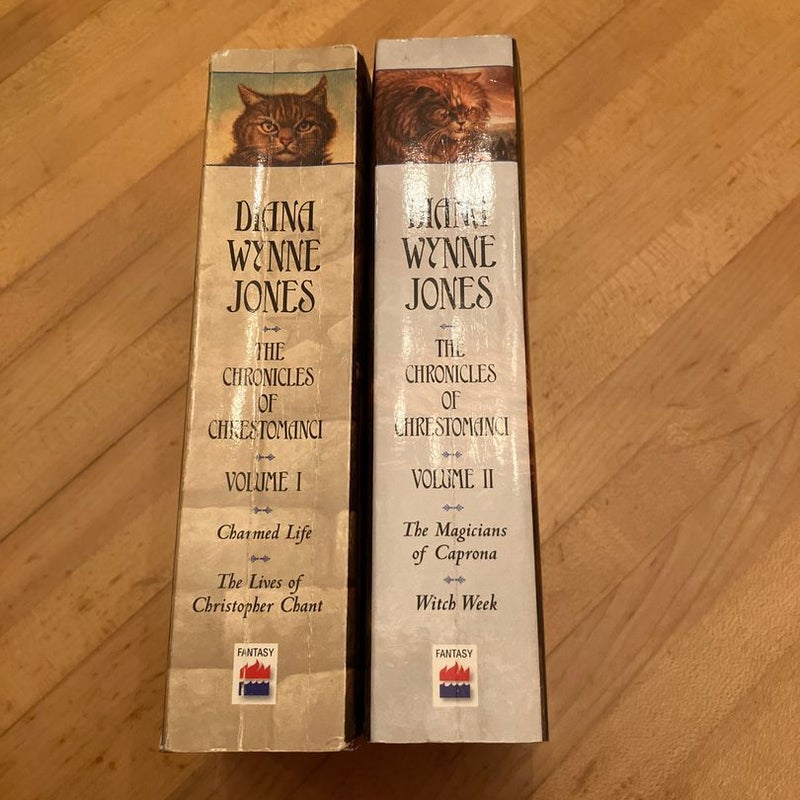 DIANA
WYNNE
JONES
THE
CHRONICLES
OF
CHRESTOMANCI
VOLUME I
Charmed Life
The Lives of
Christopher Chant
FANTASY
DIANA
WYNNE
JONES
THE
CHRONICLES
OF
CHRESTOMANCI
VOLUME II
The Magicians
of Caprona
Witch Week
FANTASY